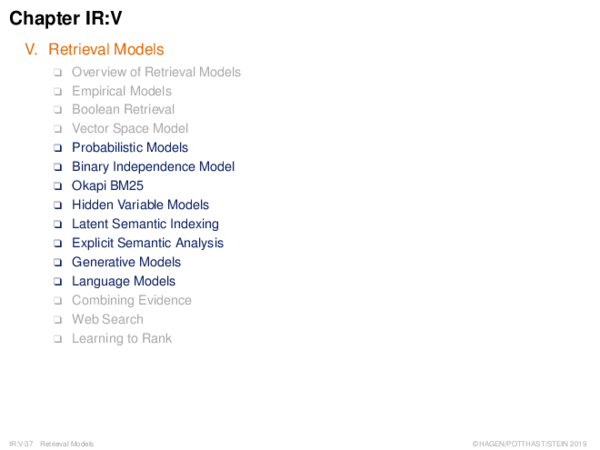 Chapter IR:V
V. Retrieval Models
❑ Overview of Retrieval Models
❑ Empirical Models
❑ Boolean Retrieval
❑ Vector Space Model
❑ Probabilistic Models
❑ Binary Independence Model
❑ Okapi BM25
❑ Hidden Variable Models
❑ Latent Semantic Indexing
❑ Explicit Semantic Analysis
❑ Generative Models
❑ Language Models
❑ Combining Evidence
❑ Web Search
❑ Learning to Rank
IR:V-37 Retrieval Models ©HAGEN/POTTHAST/STEIN 2019